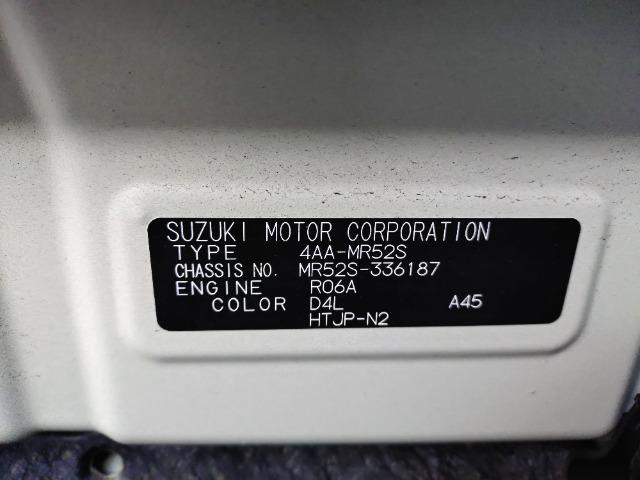 SUZUKI MOTOR CORPORATION
TYPE 4AA-MR52S
CHASSIS NO. MR52S-336187
ENGINE R06A
COLOR D4L A45
HTJP-N2